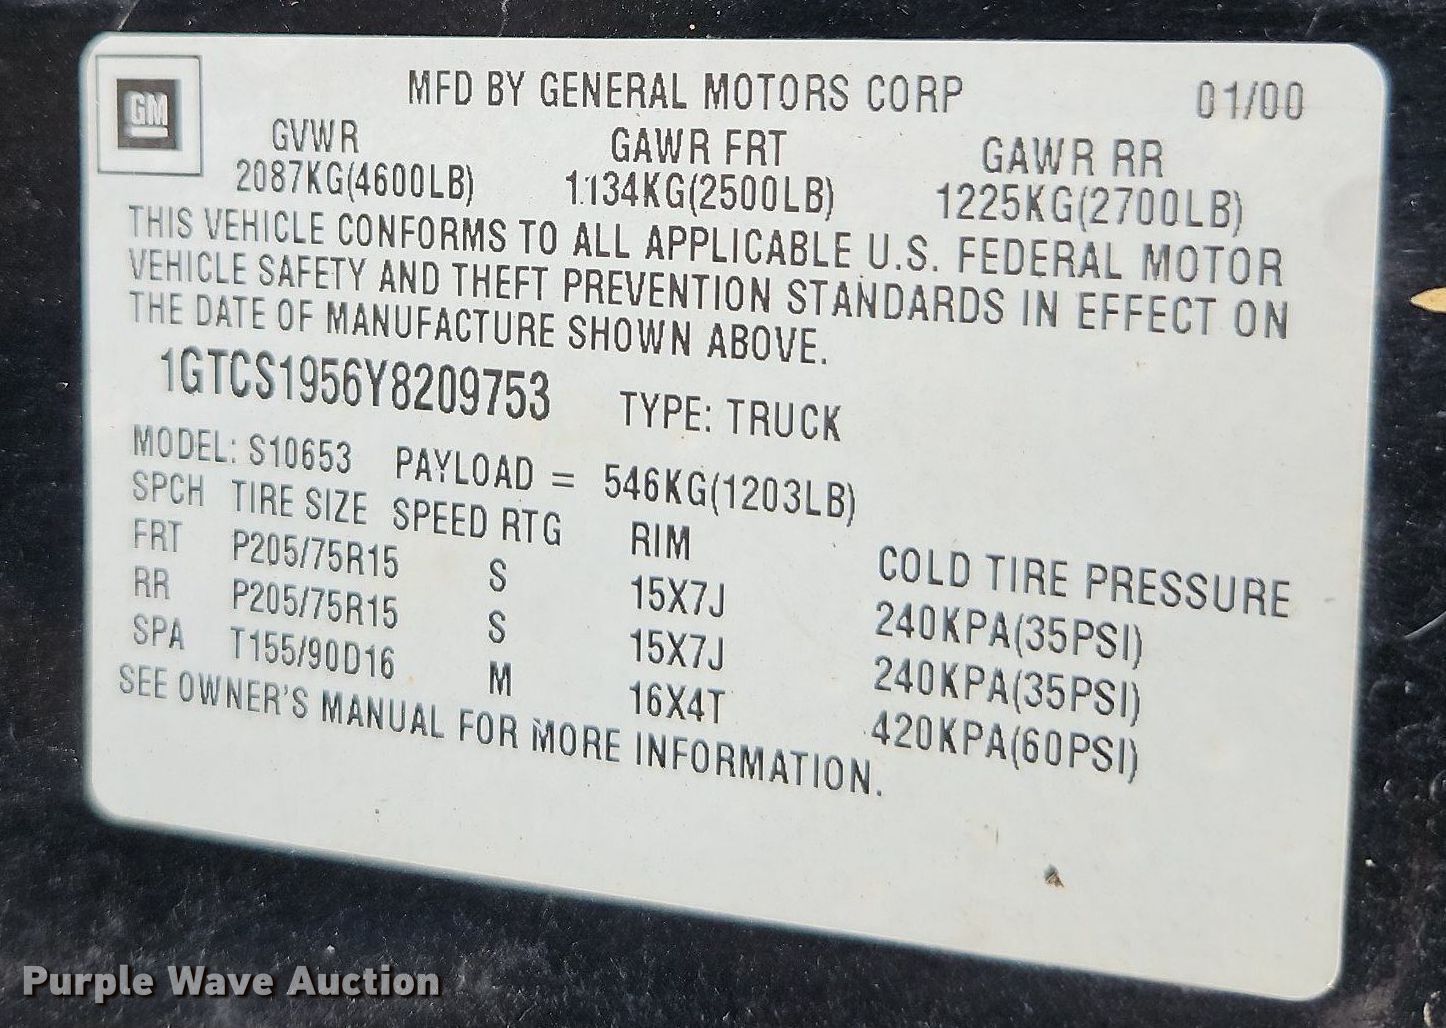 GM
MFD BY GENERAL MOTORS CORP 01/00
GVWR GAWR FRT GAWR RR
2087KG(4600LB) 1134KG(2500LB) 1225KG(2700LB)
THIS VEHICLE CONFORMS TO ALL APPLICABLE U.S. FEDERAL MOTOR
VEHICLE SAFETY AND THEFT PREVENTION STANDARDS IN EFFECT ON
THE DATE OF MANUFACTURE SHOWN ABOVE.
1GTCS1956Y8209753 TYPE: TRUCK
MODEL: S10653 PAYLOAD = 546KG(1203LB)
SPCH TIRE SIZE SPEED RTG RIM COLD TIRE PRESSURE
FRT P205/75R15 S 15X7J 240KPA(35PSI)
RR P205/75R15 S 15X7J 240KPA(35PSI)
SPA T155/90D16 M 16X4T 420KPA(60PSI)
SEE OWNER'S MANUAL FOR MORE INFORMATION.
Purple Wave Auction